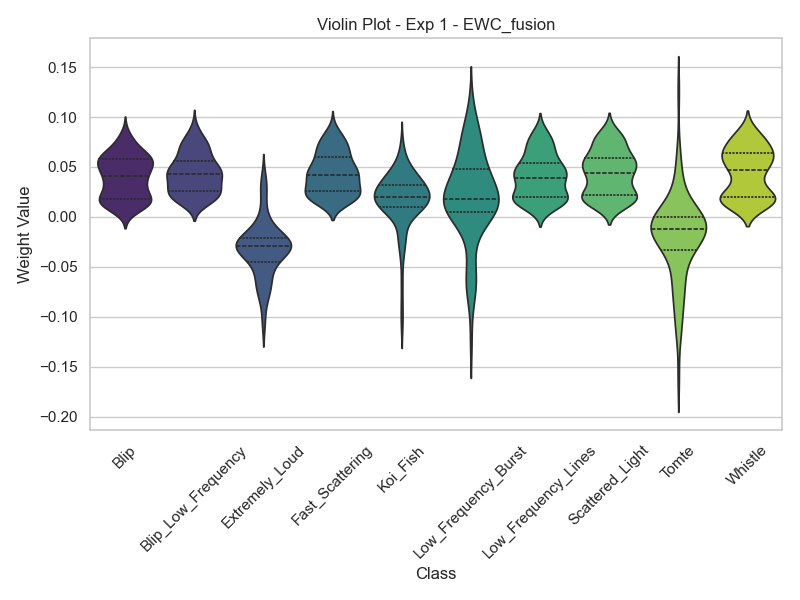 Violin Plot - Exp 1 - EWC_fusion
0.15
0.10
0.05
0.00
−0.05
−0.10
−0.15
−0.20
Weight Value
Blip
Blip_Low_Frequency
Extremely_Loud
Fast_Scattering
Koi_Fish
Low_Frequency_Burst
Low_Frequency_Lines
Scattered_Light
Tomte
Whistle
Class